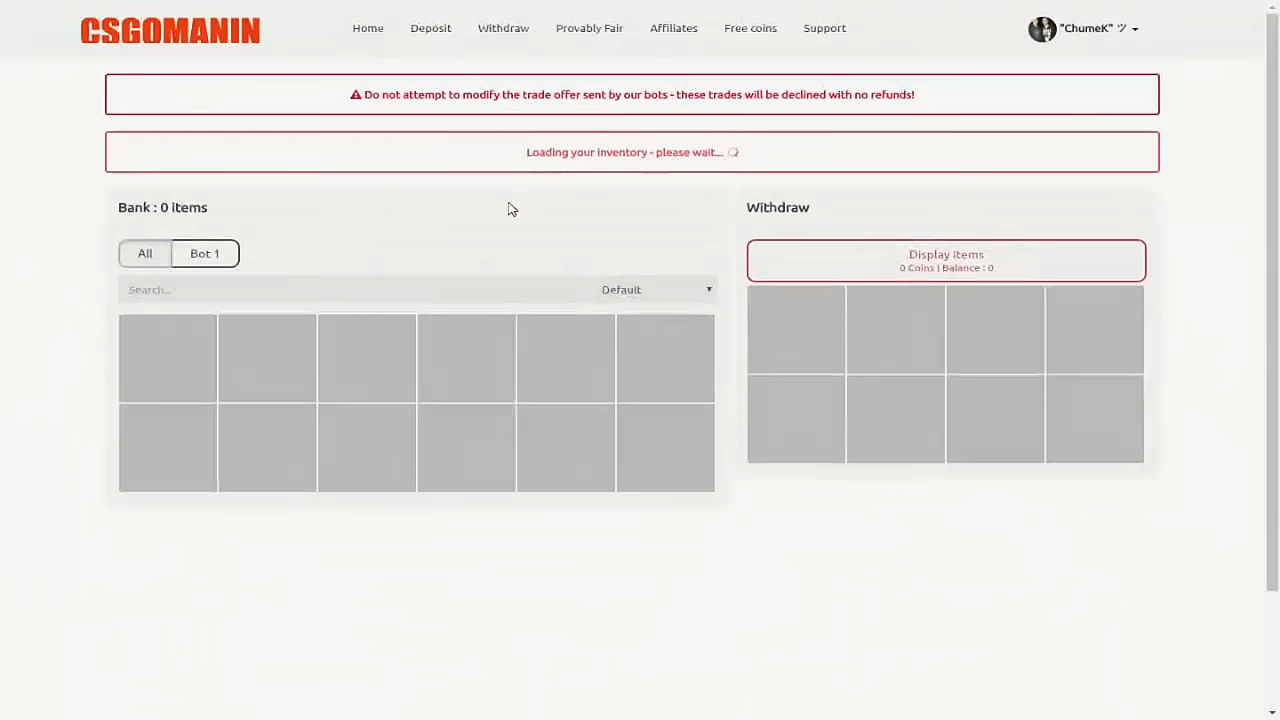 CSGOMANIN
Home
Deposit
Withdraw
Provably Fair
Affiliates
Free coins
Support
"ChumeK" ツ
Do not attempt to modify the trade offer sent by our bots - these trades will be declined with no refunds!
Loading your inventory - please wait...
Bank : 0 items
Withdraw
All
Bot 1
Display items
0 Coins | Balance : 0
Search...
Default